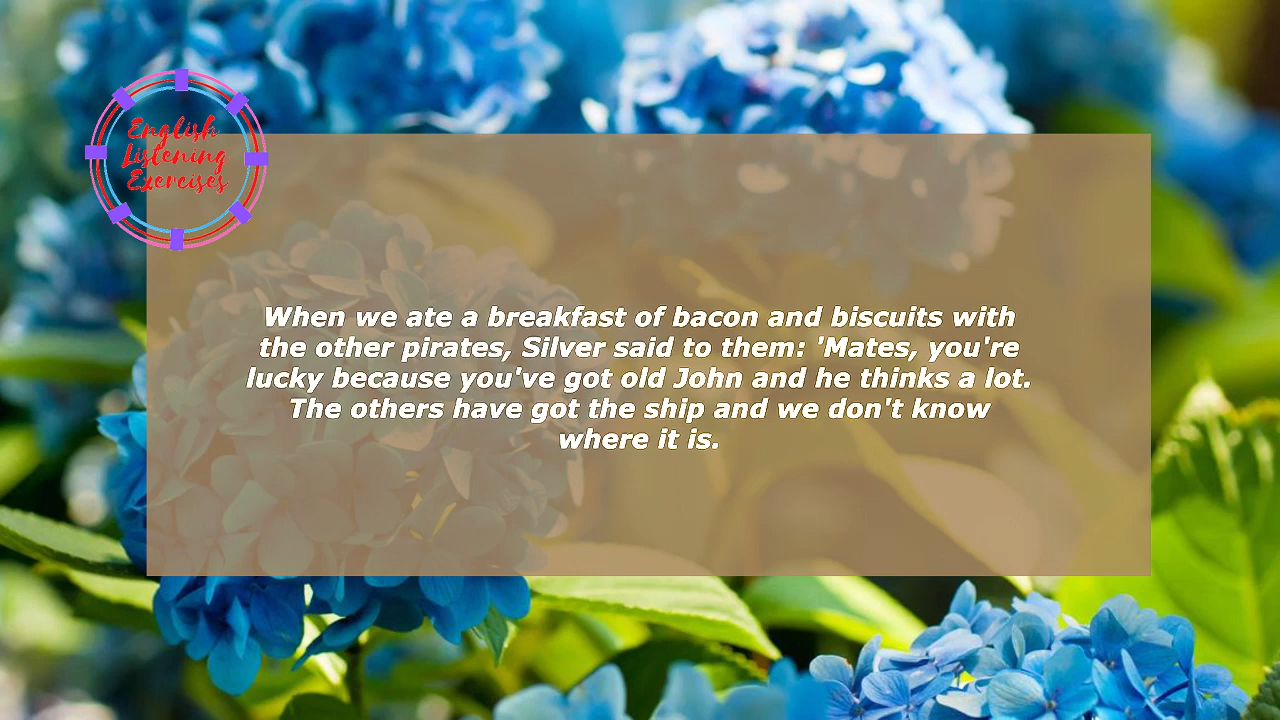 English
Listening
Exercises
When we ate a breakfast of bacon and biscuits with
the other pirates, Silver said to them: 'Mates, you're
lucky because you've got old John and he thinks a lot.
The others have got the ship and we don't know
where it is.